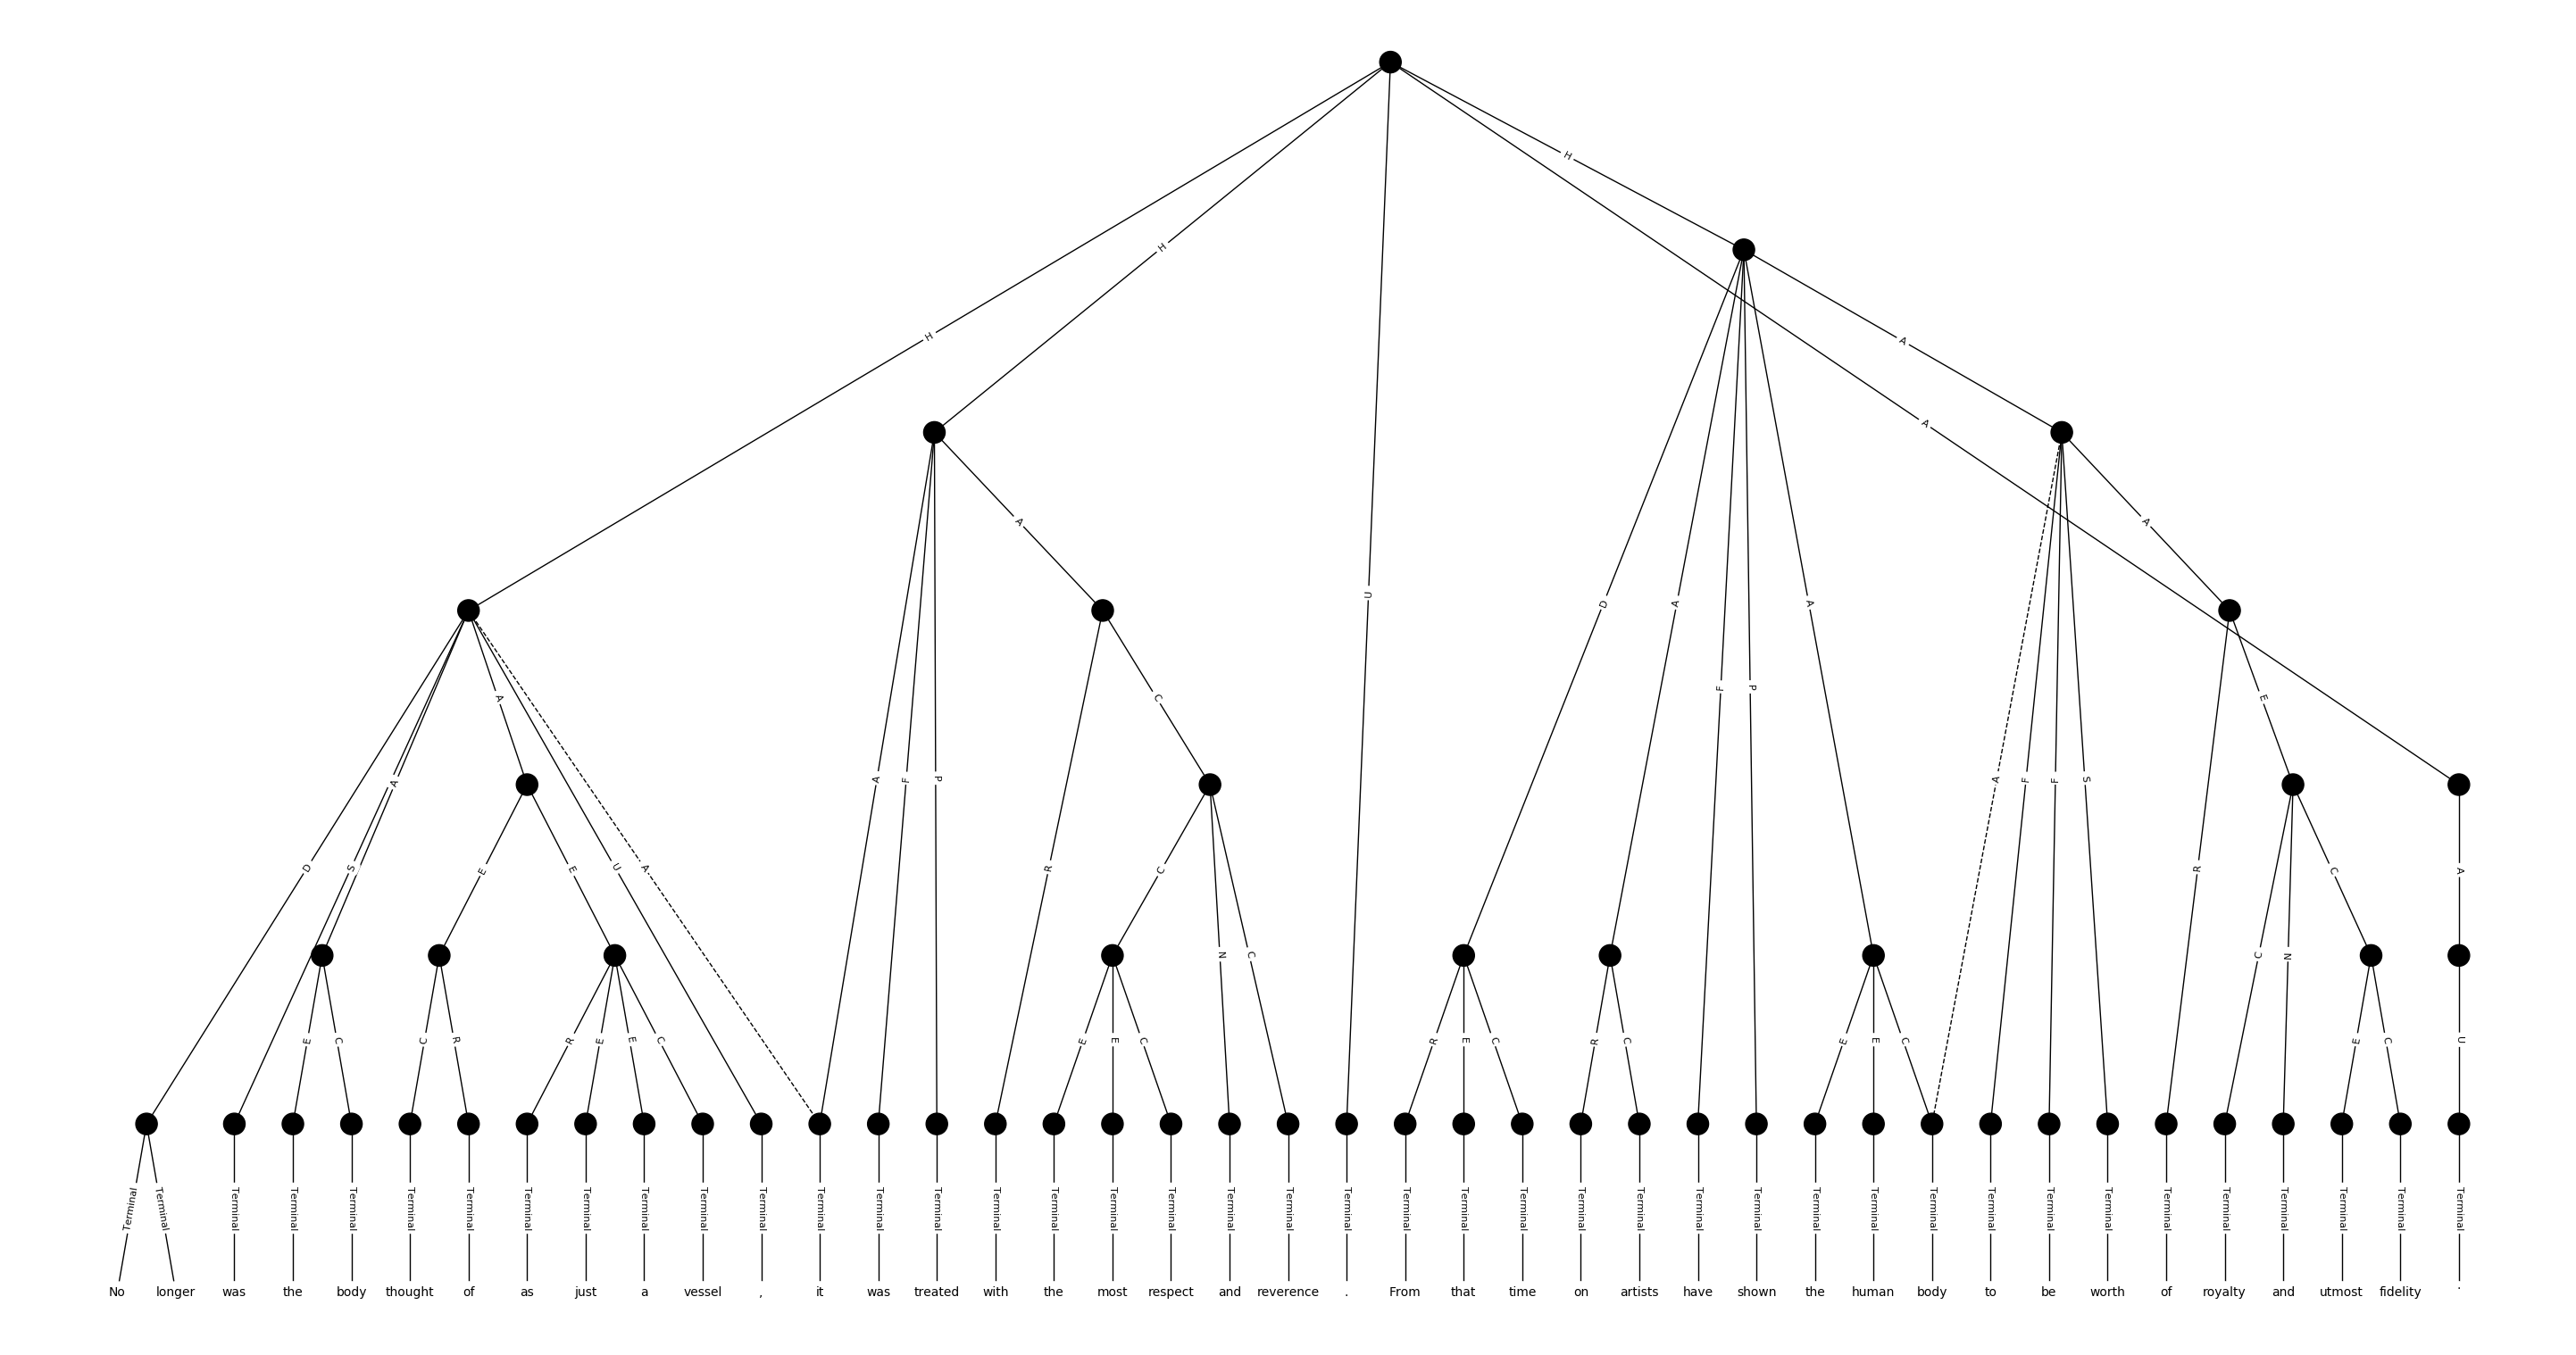 H
H
H
A
A
A
A
U
D
A
A
F
P
A
C
E
A
A
S
D
E
E
U
A
A
F
P
R
C
A
F
F
S
R
C
A
N
C
C
N
E
C
C
R
R
E
E
C
E
E
C
R
E
C
R
C
E
E
C
E
C
U
Terminal Terminal Terminal Terminal Terminal Terminal Terminal Terminal Terminal Terminal Terminal Terminal Terminal Terminal Terminal Terminal Terminal Terminal Terminal Terminal Terminal Terminal Terminal Terminal Terminal Terminal Terminal Terminal Terminal Terminal Terminal Terminal Terminal Terminal Terminal Terminal Terminal Terminal Terminal Terminal Terminal
No longer was the body thought of as just a vessel , it was treated with the most respect and reverence . From that time on artists have shown the human body to be worth of royalty and utmost fidelity .